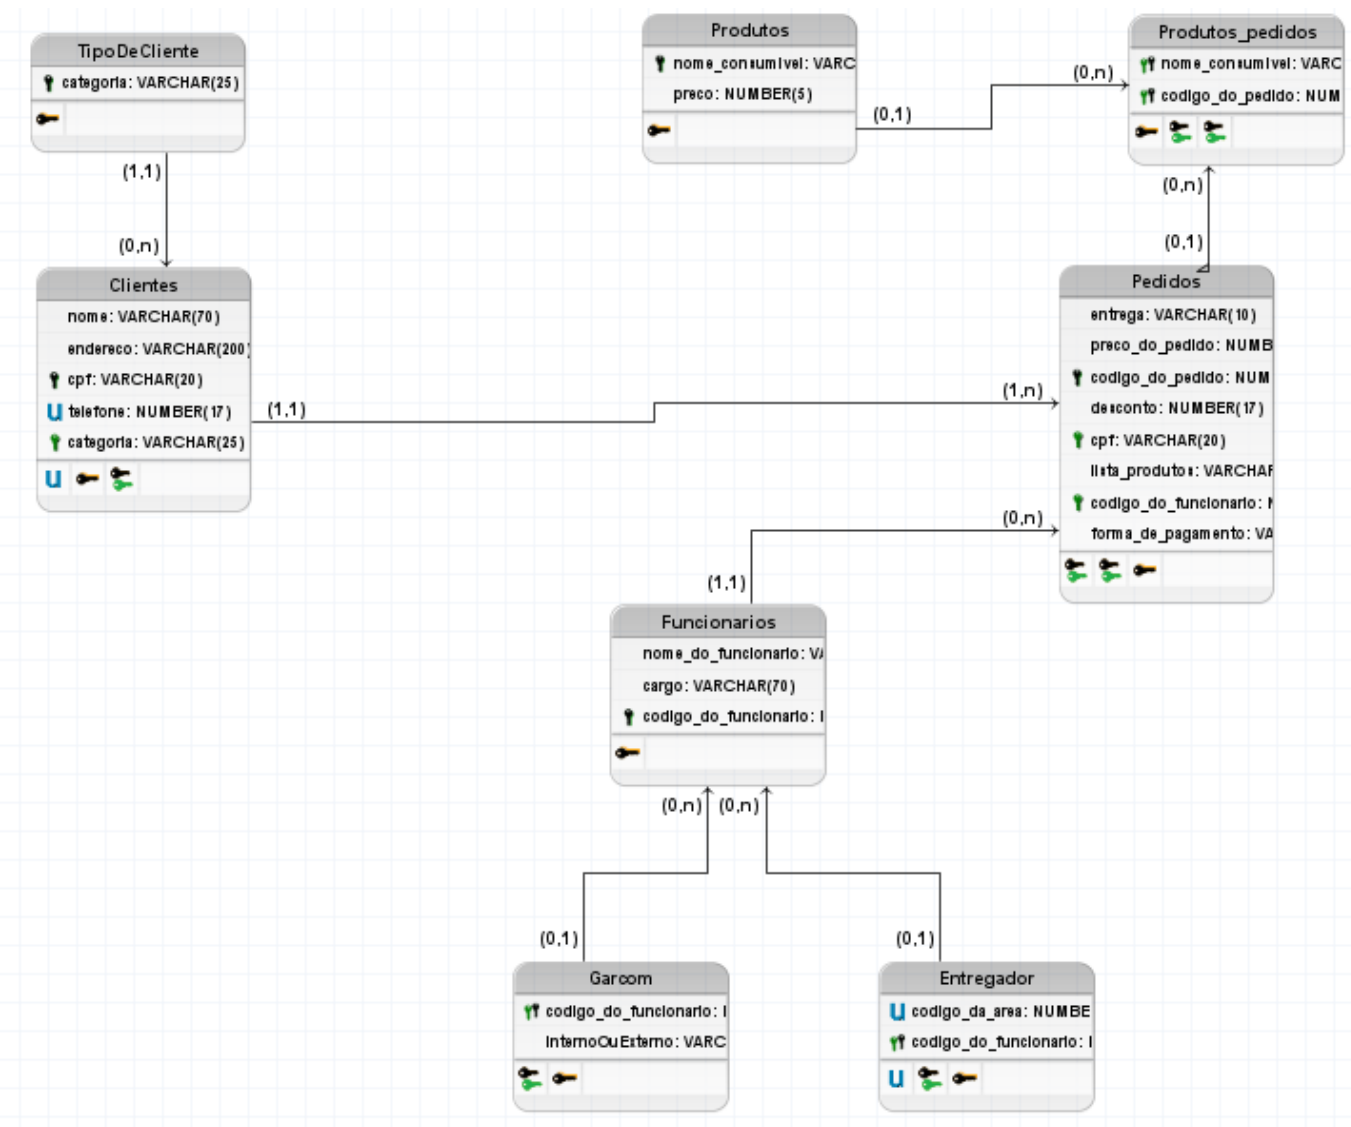 TipoDeCliente
categoria: VARCHAR(25)
(1,1)
(0,n)
Produtos
nome_consumivel: VARC
preco: NUMBER(5)
(0,1)
(0,n)
Produtos_pedidos
nome_consumivel: VARC
codigo_do_pedido: NUM
(0,n)
(0,1)
Clientes
nome: VARCHAR(70)
endereco: VARCHAR(200)
cpf: VARCHAR(20)
U telefone: NUMBER(17)
categoria: VARCHAR(25)
U
(1,1)
(1,n)
Pedidos
entrega: VARCHAR(10)
preco_do_pedido: NUMB
codigo_do_pedido: NUM
desconto: NUMBER(17)
cpf: VARCHAR(20)
lista_produtos: VARCHAR
codigo_do_funcionario: N
forma_de_pagamento: VA
(0,n)
(1,1)
Funcionarios
nome_do_funcionario: VA
cargo: VARCHAR(70)
codigo_do_funcionario: I
(0,n) (0,n)
(0,1)
(0,1)
Garcom
codigo_do_funcionario: I
InternoOuExterno: VARC
Entregador
U codigo_da_area: NUMBE
codigo_do_funcionario: I
U